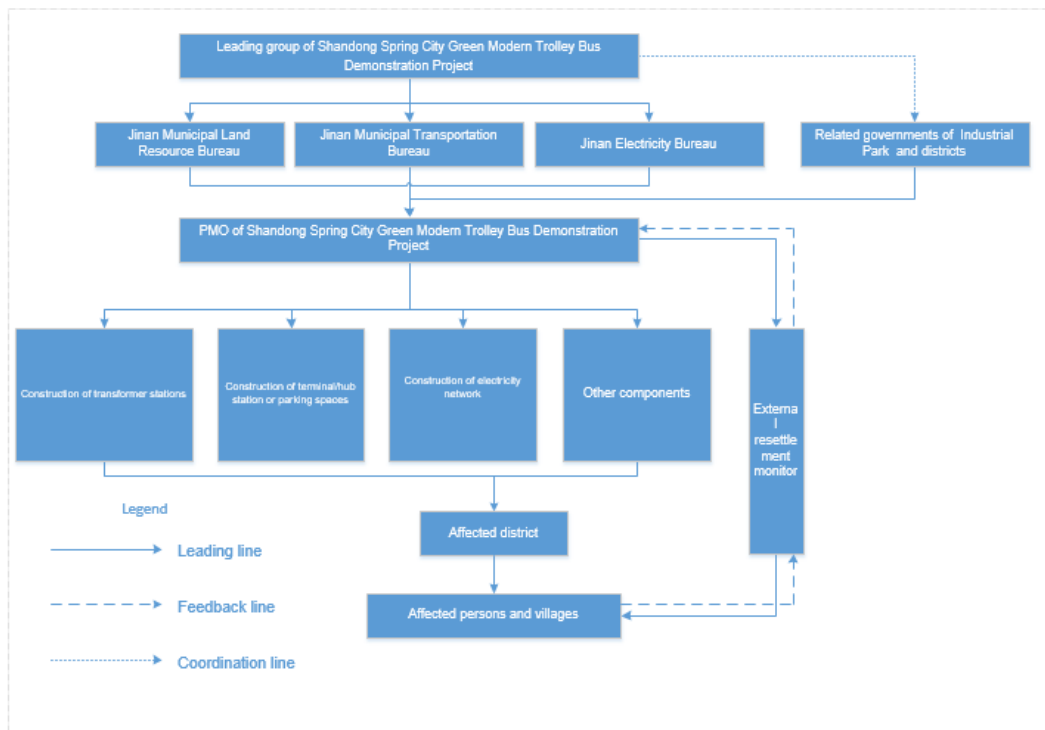 Leading group of Shandong Spring City Green Modern Trolley Bus
Demonstration Project
Jinan Municipal Land
Resource Bureau
Jinan Municipal Transportation
Bureau
Jinan Electricity Bureau
Related governments of Industrial
Park and districts
PMO of Shandong Spring City Green Modern Trolley Bus Demonstration
Project
Construction of transformer stations
Construction of terminal/hub
station or parking spaces
Construction of electricity
network
Other components
Externa
l
resettle
ment
monitor
Affected district
Affected persons and villages
Legend
Leading line
Feedback line
Coordination line